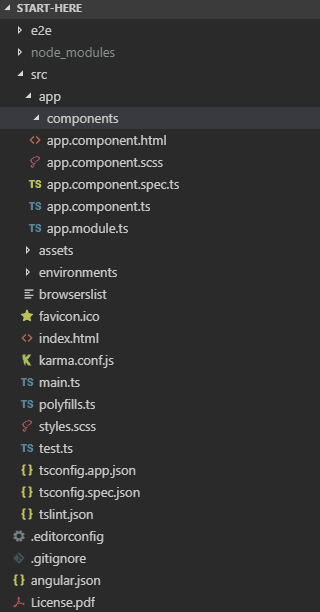 START-HERE
e2e
node_modules
src
app
components
<> app.component.html
app.component.scss
TS app.component.spec.ts
TS app.component.ts
TS app.module.ts
assets
environments
browserslist
favicon.ico
<> index.html
K karma.conf.js
TS main.ts
TS polyfills.ts
styles.scss
TS test.ts
{ } tsconfig.app.json
{ } tsconfig.spec.json
{ } tslint.json
.editorconfig
.gitignore
{ } angular.json
License.pdf